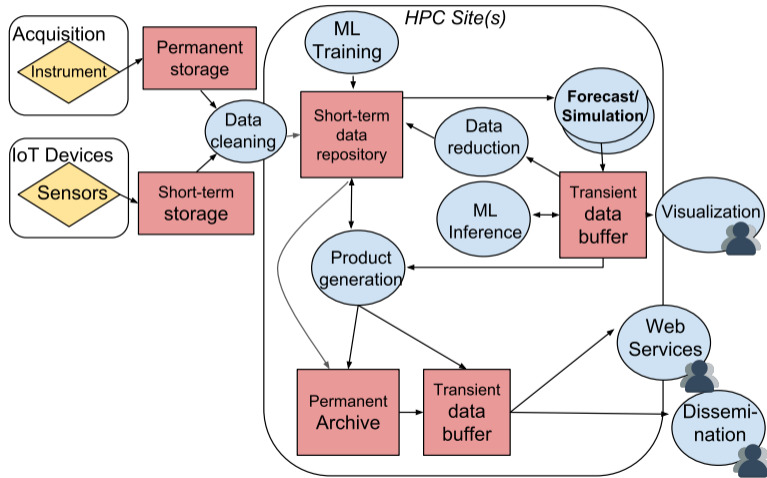 HPC Site(s)
Acquisition
Instrument
Permanent
storage
ML
Training
IoT Devices
Sensors
Short-term
storage
Data
cleaning
Short-term
data
repository
Forecast/
Simulation
Data
reduction
ML
Inference
Transient
data
buffer
Visualization
Product
generation
Web
Services
Permanent
Archive
Transient
data
buffer
Dissemi-
nation